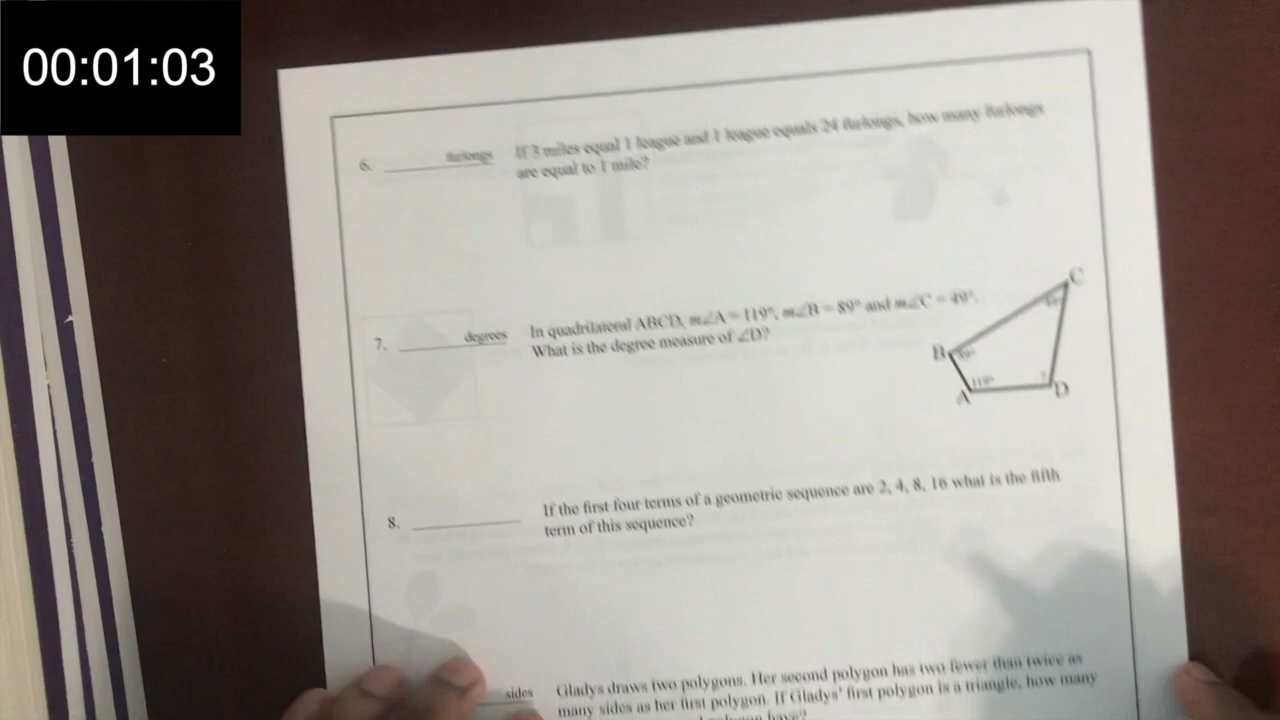 00:01:03
6. furlongs If 3 miles equal 1 league and 1 league equals 24 furlongs, how many furlongs
are equal to 1 mile?
7. degrees In quadrilateral ABCD, m∠A = 119°, m∠B = 89° and m∠C = 49°.
What is the degree measure of ∠D?
C
B
119°
A
D
8. If the first four terms of a geometric sequence are 2, 4, 8, 16 what is the fifth
term of this sequence?
sides Gladys draws two polygons. Her second polygon has two fewer than twice as
many sides as her first polygon. If Gladys' first polygon is a triangle, how many
have?